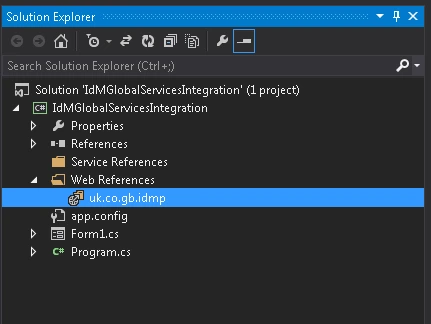 Solution Explorer
Search Solution Explorer (Ctrl+;)
Solution 'IdMGlobalServicesIntegration' (1 project)
C# IdMGlobalServicesIntegration
Properties
References
Service References
Web References
uk.co.gb.idmp
app.config
Form1.cs
C# Program.cs